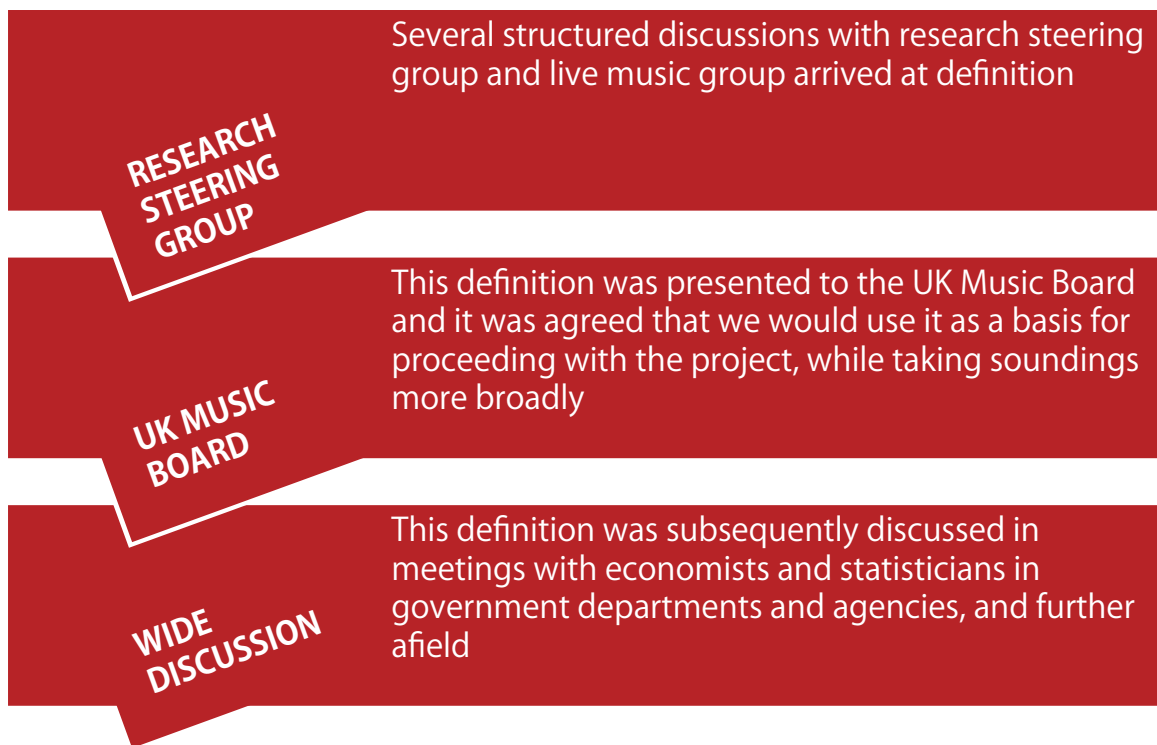 Several structured discussions with research steering
group and live music group arrived at definition
RESEARCH
STEERING
GROUP
This definition was presented to the UK Music Board
and it was agreed that we would use it as a basis for
proceeding with the project, while taking soundings
more broadly
UK MUSIC
BOARD
This definition was subsequently discussed in
meetings with economists and statisticians in
government departments and agencies, and further
afield
WIDE
DISCUSSION